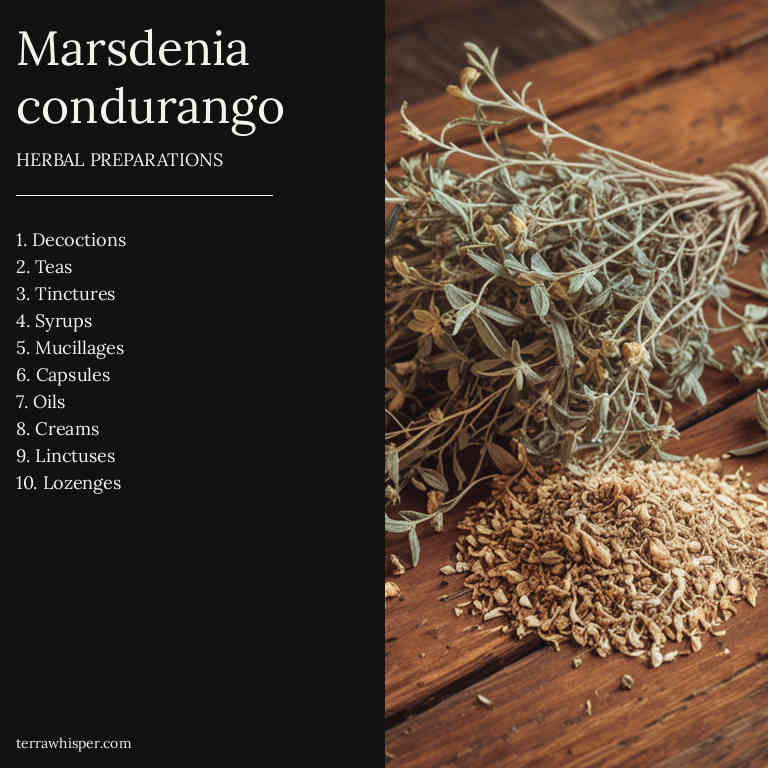 Marsdenia
condurango
HERBAL PREPARATIONS
1. Decoctions
2. Teas
3. Tinctures
4. Syrups
5. Mucillages
6. Capsules
7. Oils
8. Creams
9. Linctuses
10. Lozenges
terrawhisper.com